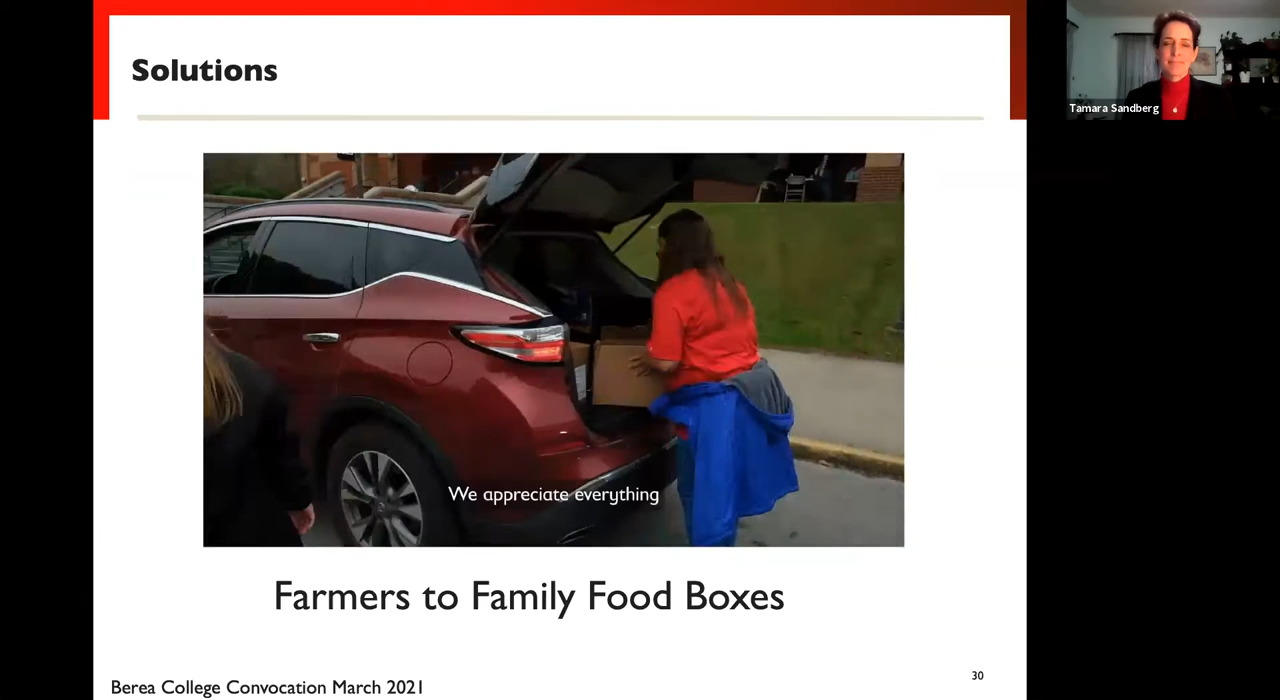 Solutions
Tamara Sandberg
We appreciate everything
Farmers to Family Food Boxes
30
Berea College Convocation March 2021